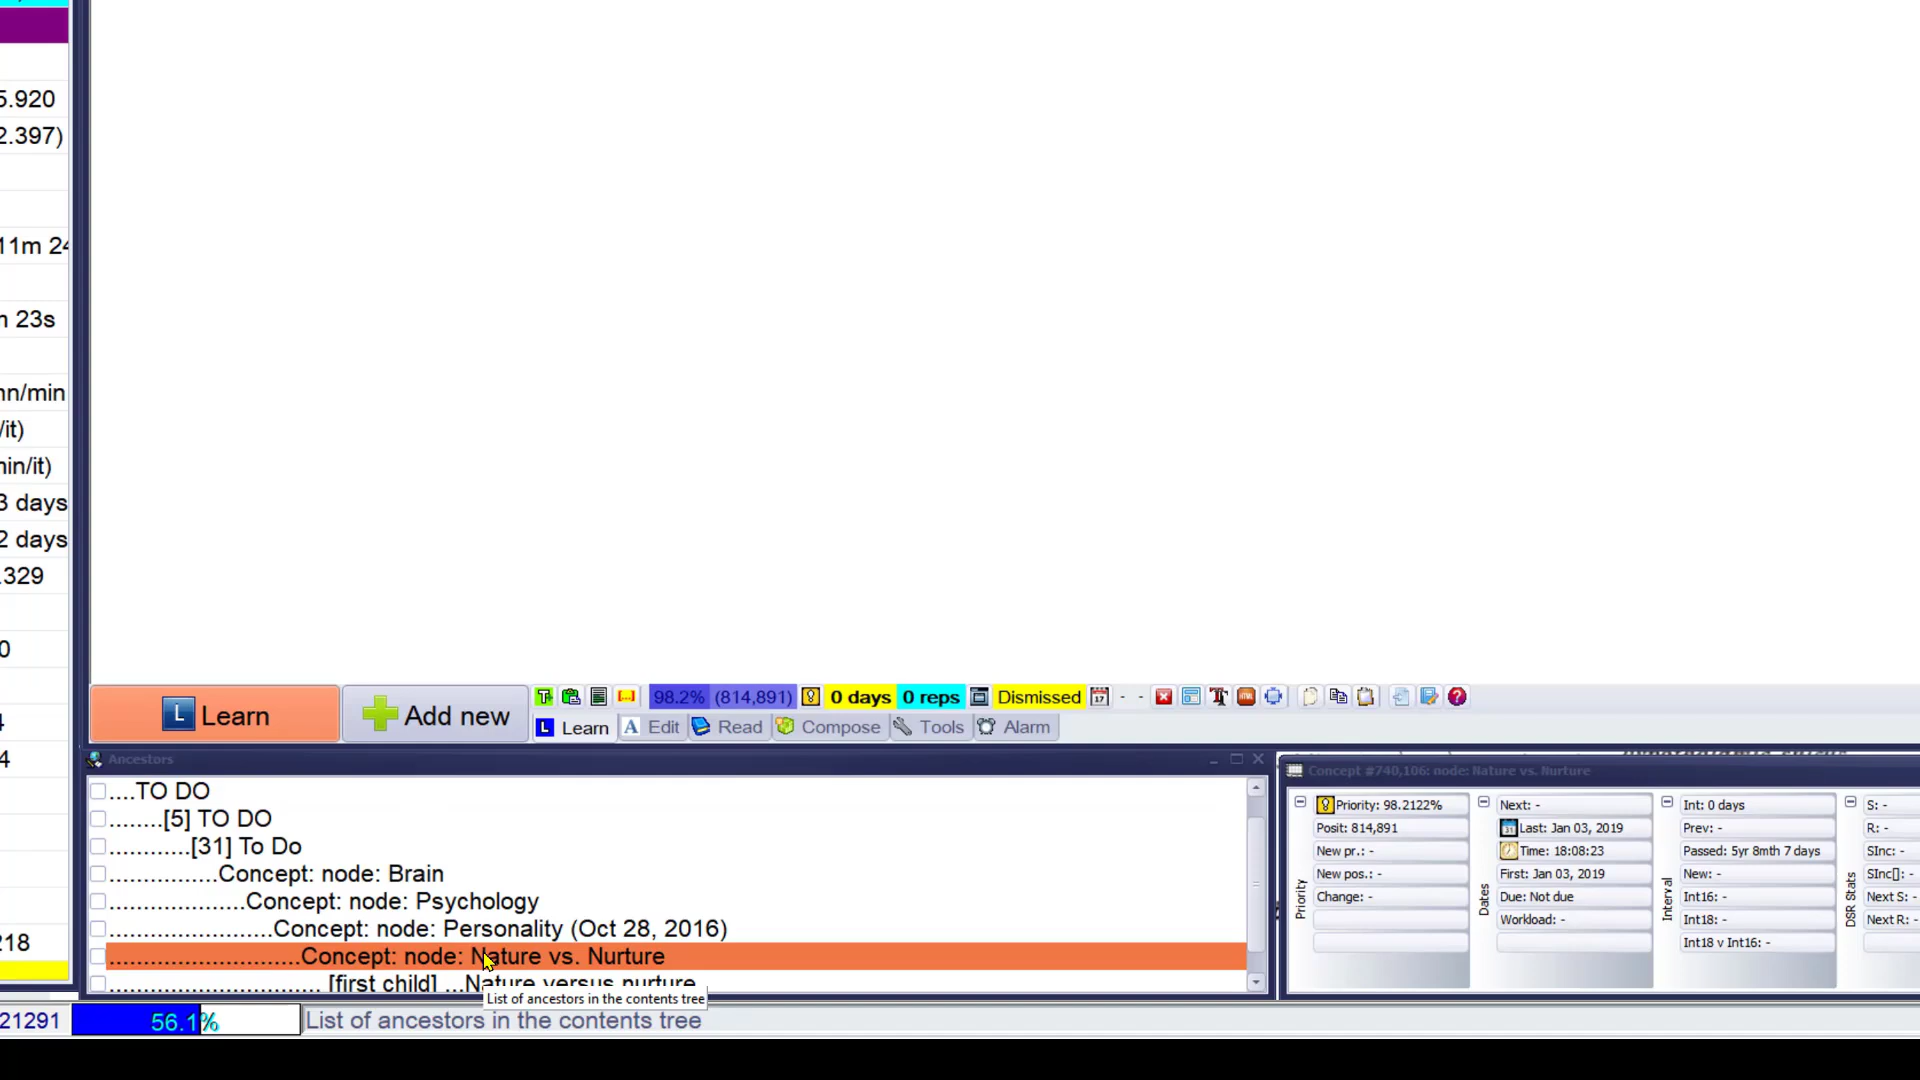 5.920
2.397)
11m 24
23s
nn/min
/it)
nin/it)
3 days
2 days
.329
0
4
4
218
L Learn
Add new
98.2% (814,891) 0 days 0 reps Dismissed - -
L Learn A Edit Read Compose Tools Alarm
Ancestors
....TO DO
........[5] TO DO
............[31] To Do
................Concept: node: Brain
....................Concept: node: Psychology
........................Concept: node: Personality (Oct 28, 2016)
............................Concept: node: Nature vs. Nurture
............................... [first child] ...Nature versus nurture
List of ancestors in the contents tree
Concept #740,106: node: Nature vs. Nurture
Priority
Priority: 98.2122%
Posit: 814,891
New pr.: -
New pos.: -
Change: -
Dates
Next: -
Last: Jan 03, 2019
Time: 18:08:23
First: Jan 03, 2019
Due: Not due
Workload: -
Interval
Int: 0 days
Prev: -
Passed: 5yr 8mth 7 days
New: -
Int16: -
Int18: -
Int18 v Int16: -
DSR Stats
S: -
R: -
SInc: -
SInc[]: -
Next S: -
Next R: -
21291 56.1% List of ancestors in the contents tree